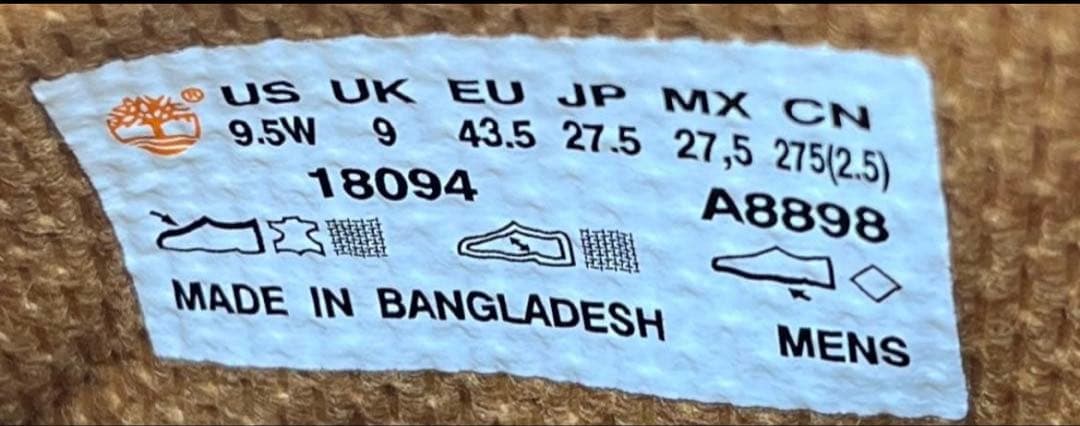 ® US UK EU JP MX CN
9.5W 9 43.5 27.5 27,5 275(2.5)
18094 A8898
MADE IN BANGLADESH MENS